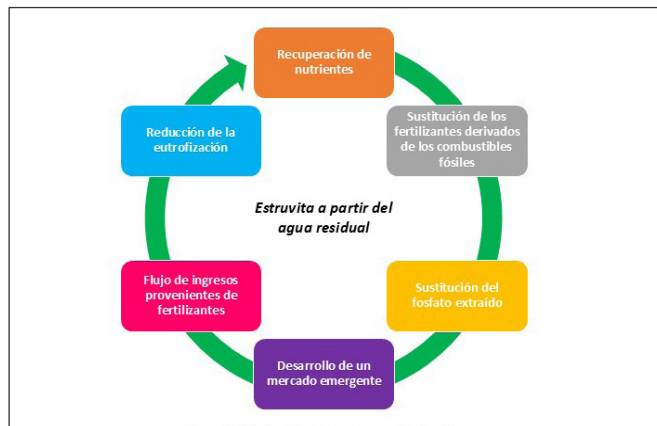 Recuperación de
nutrientes
Sustitución de los
fertilizantes derivados
de los combustibles
fósiles
Sustitución del
fosfato extraido
Desarrollo de un
mercado emergente
Flujo de ingresos
provenientes de
fertilizantes
Reducción de la
eutrofización
Estruvita a partir del
agua residual